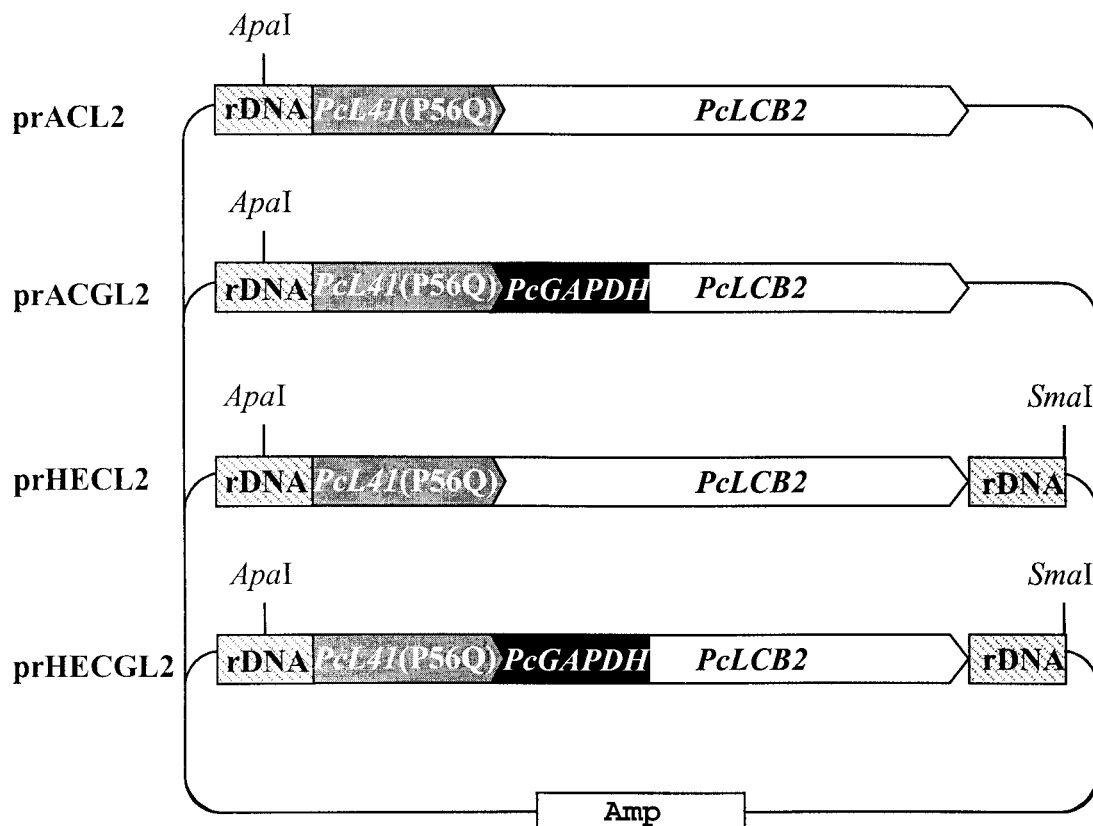 ApaI
prACL2 rDNA PcL41(P56Q) PcLCB2
ApaI
prACGL2 rDNA PcL41(P56Q) PcGAPDH PcLCB2
ApaI SmaI
prHECL2 rDNA PcL41(P56Q) PcLCB2 rDNA
ApaI SmaI
prHECGL2 rDNA PcL41(P56Q) PcGAPDH PcLCB2 rDNA
Amp